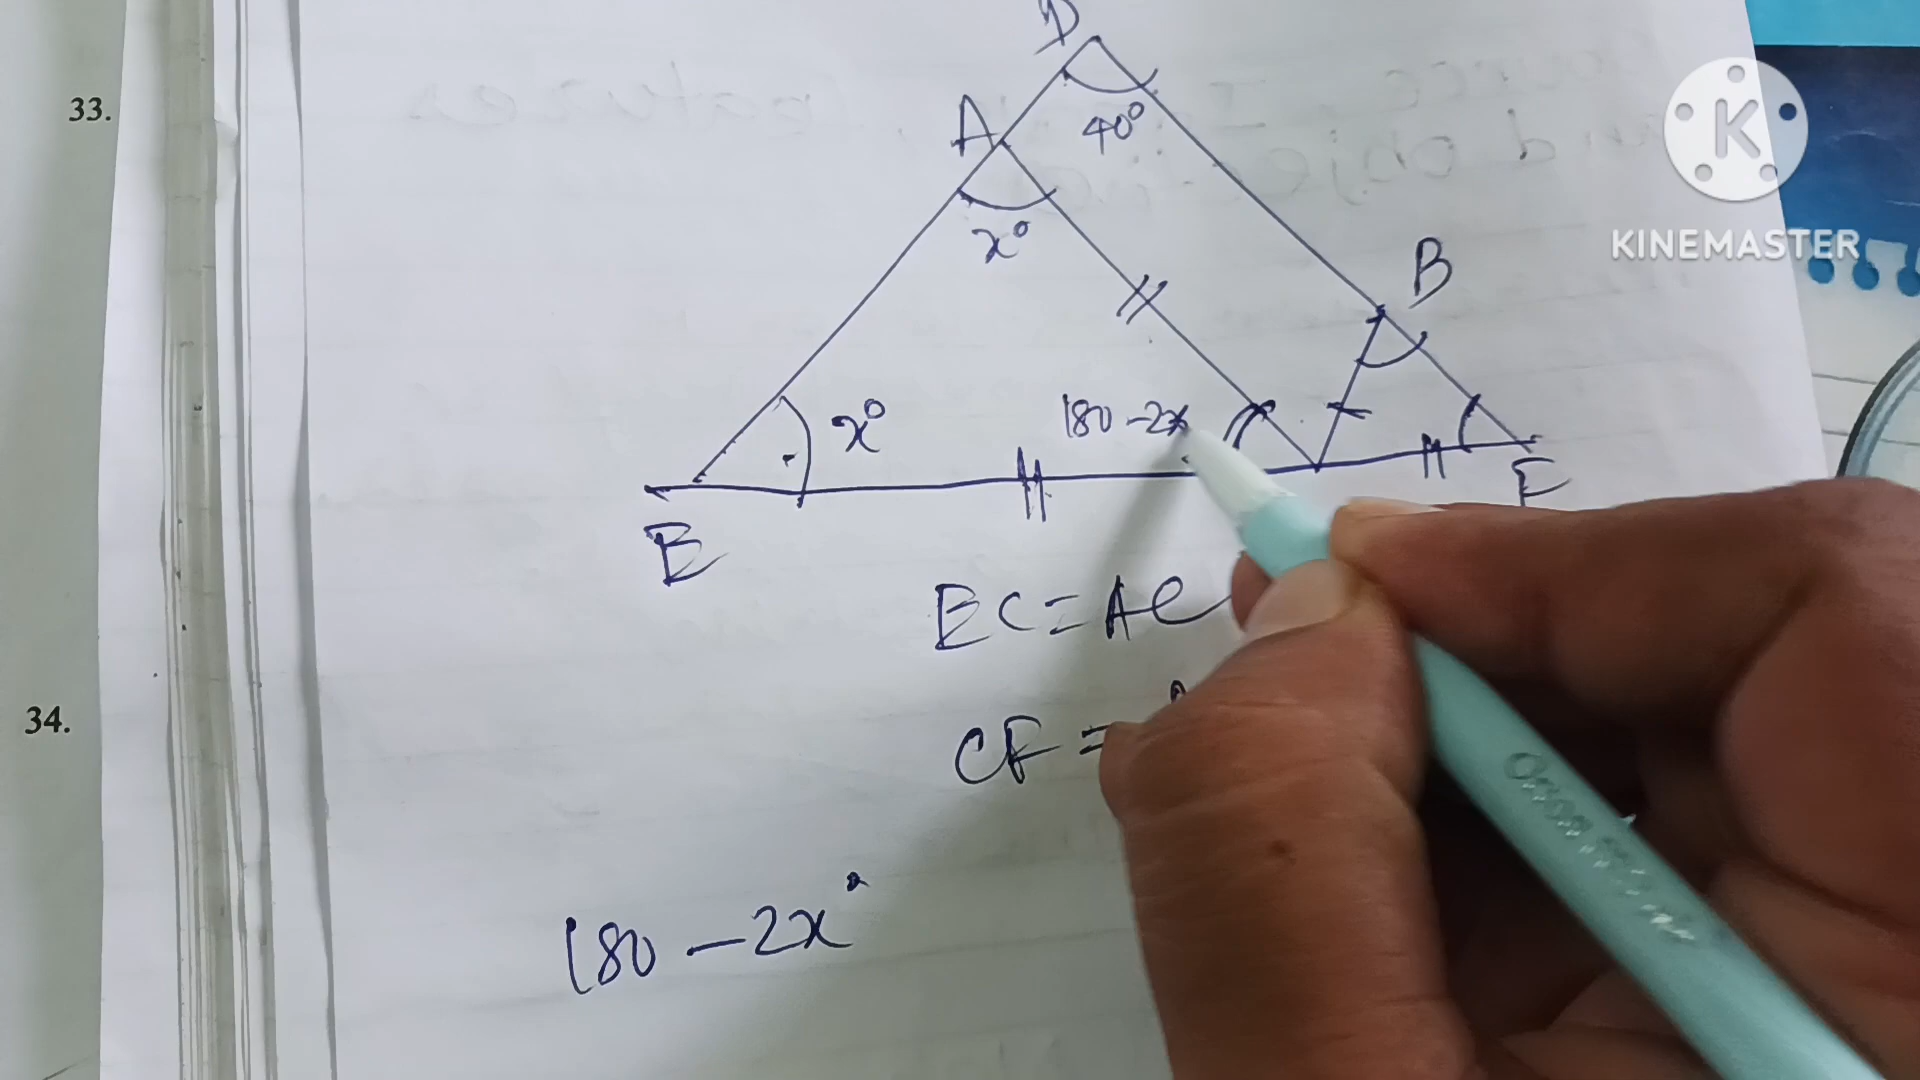 33.
D
A
40°
x°
B
KINEMASTER
x°
180-2x
B
F
EC=AC
34.
CF=
180-2x°